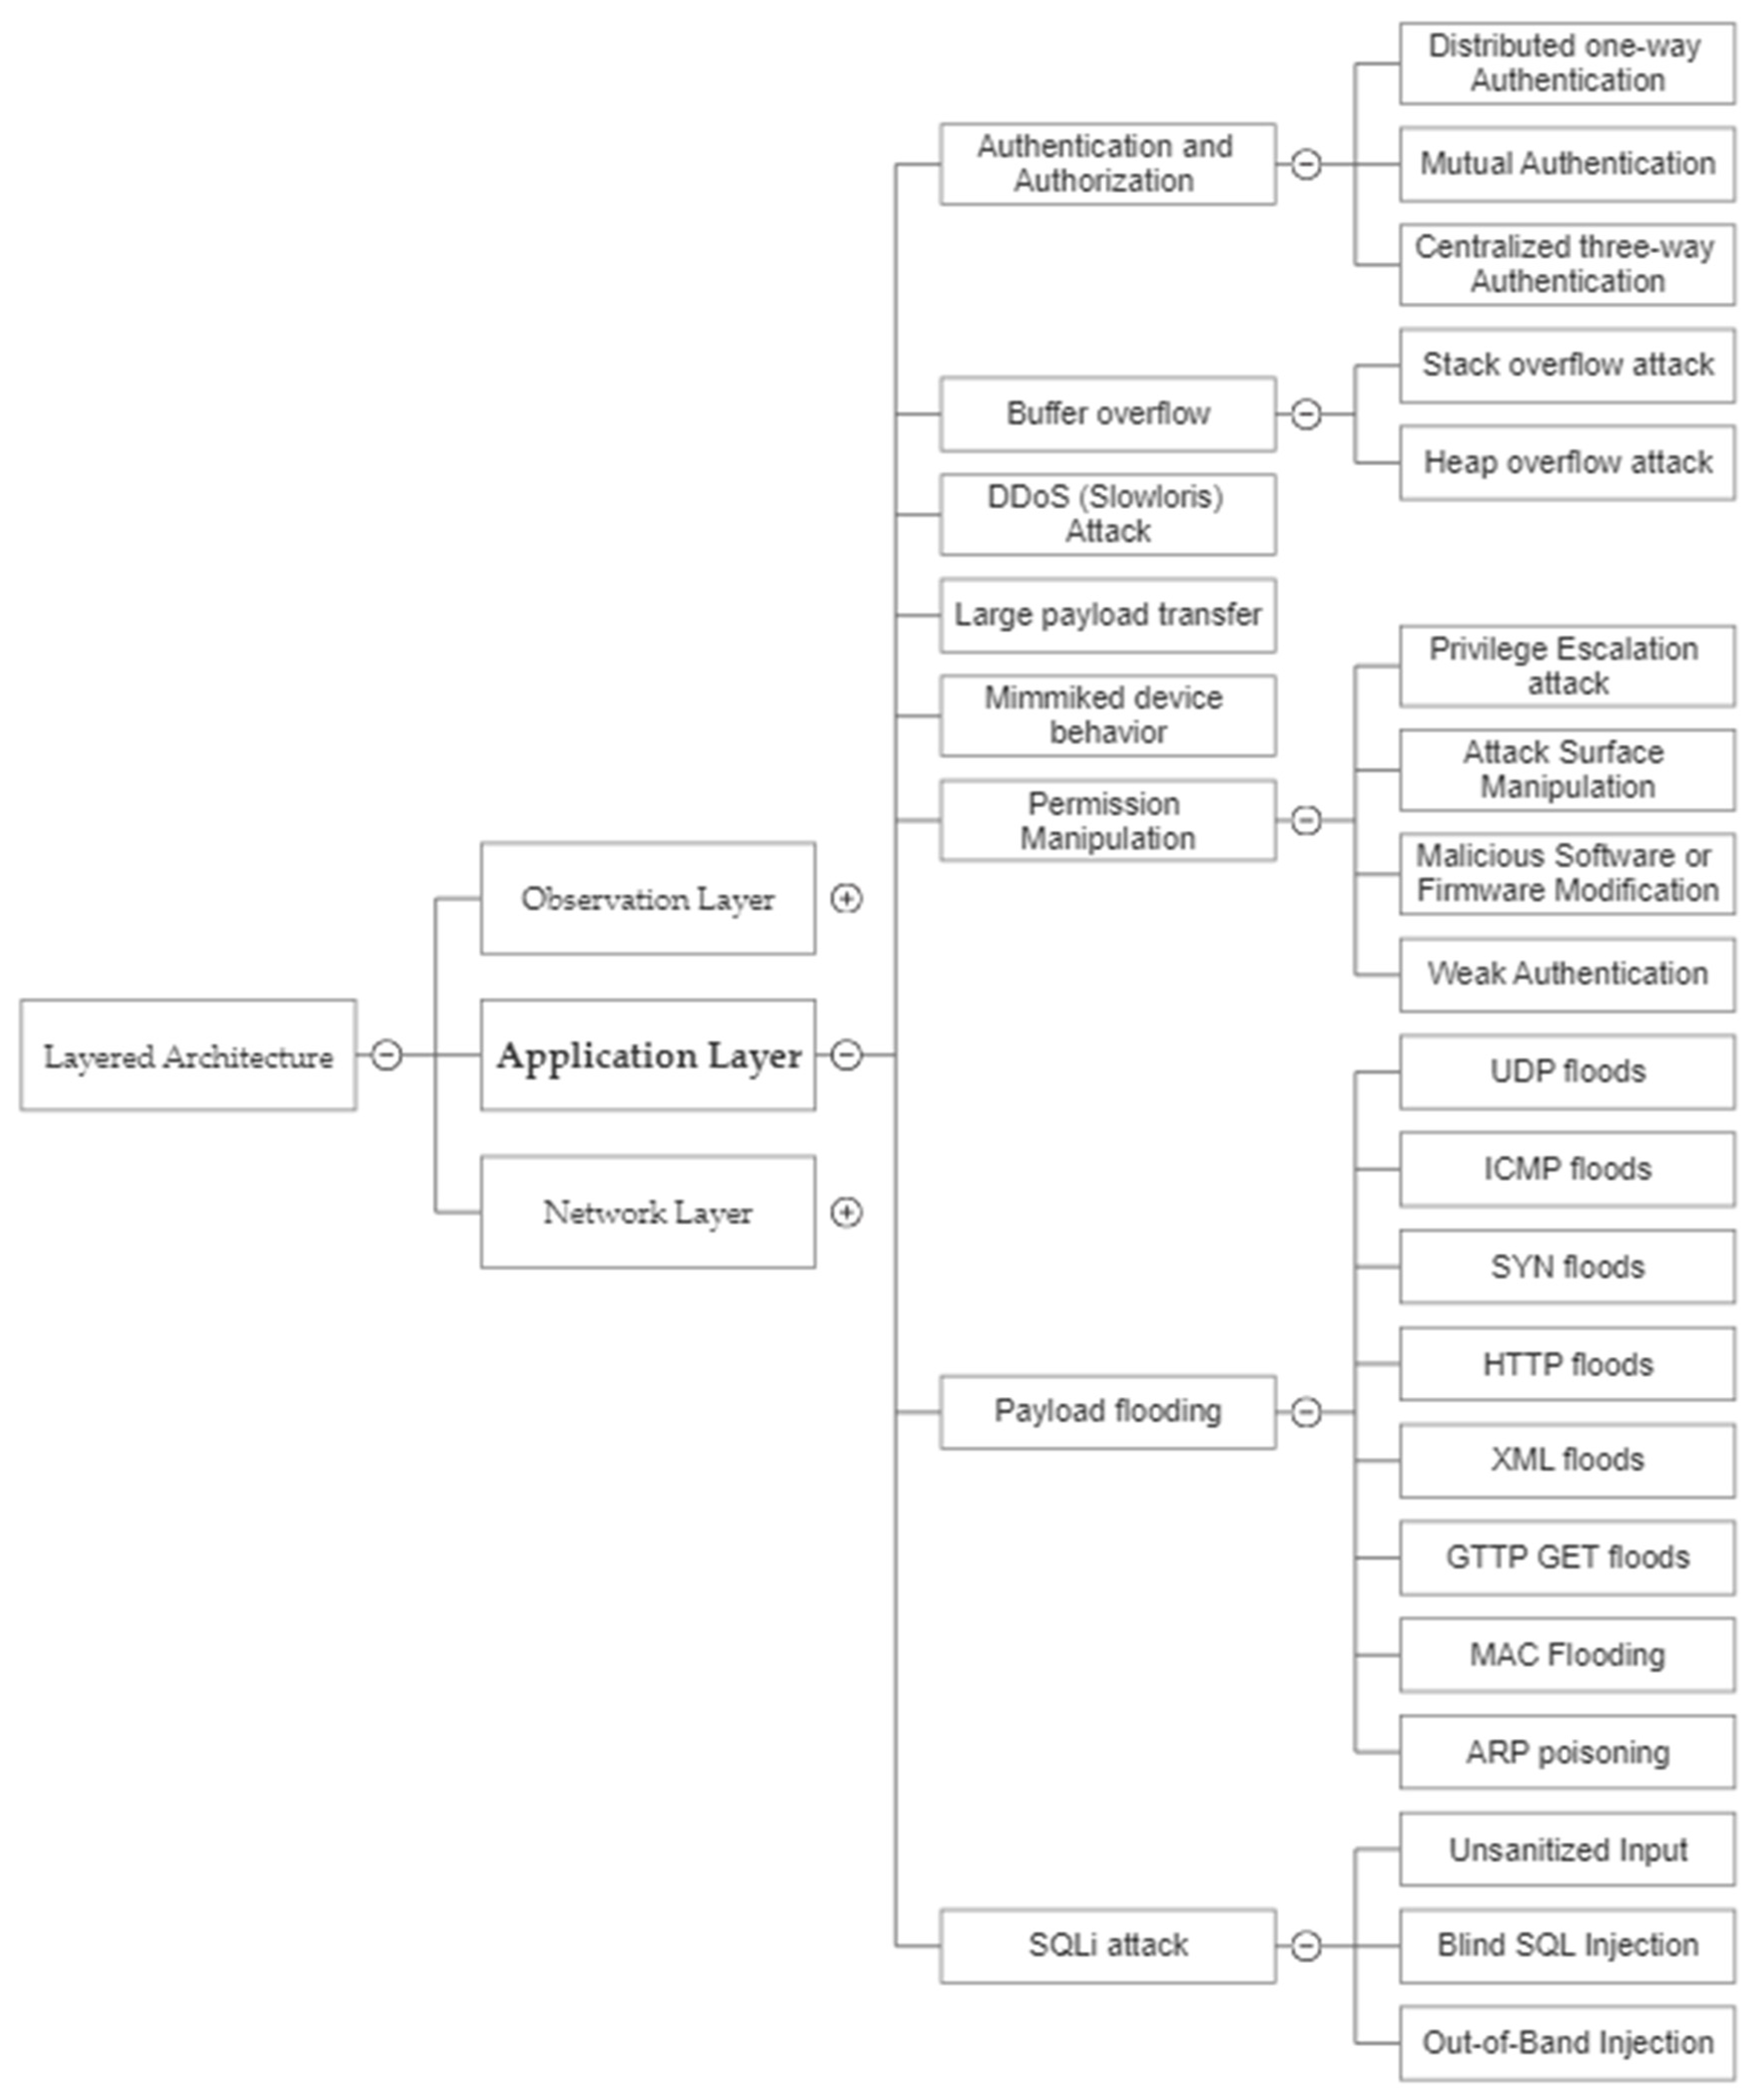 Layered Architecture
Observation Layer
Application Layer
Network Layer
Authentication and
Authorization
Distributed one-way
Authentication
Mutual Authentication
Centralized three-way
Authentication
Buffer overflow
Stack overflow attack
Heap overflow attack
DDoS (Slowloris)
Attack
Large payload transfer
Mimmiked device
behavior
Permission
Manipulation
Privilege Escalation
attack
Attack Surface
Manipulation
Malicious Software or
Firmware Modification
Weak Authentication
Payload flooding
UDP floods
ICMP floods
SYN floods
HTTP floods
XML floods
GTTP GET floods
MAC Flooding
ARP poisoning
SQLi attack
Unsanitized Input
Blind SQL Injection
Out-of-Band Injection